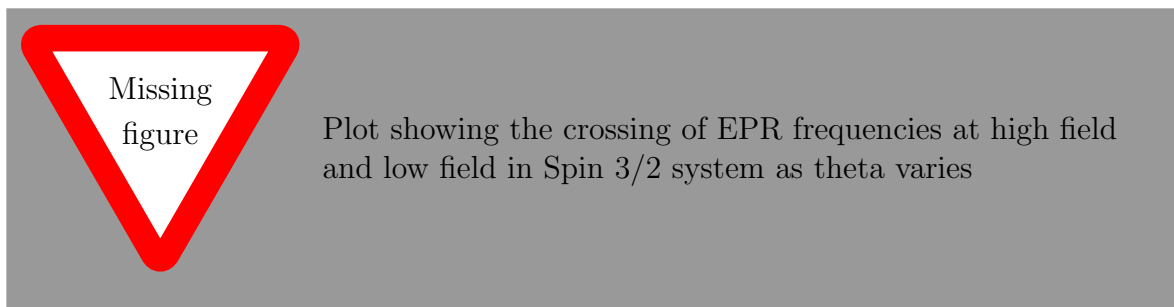 Missing
figure
Plot showing the crossing of EPR frequencies at high field
and low field in Spin 3/2 system as theta varies